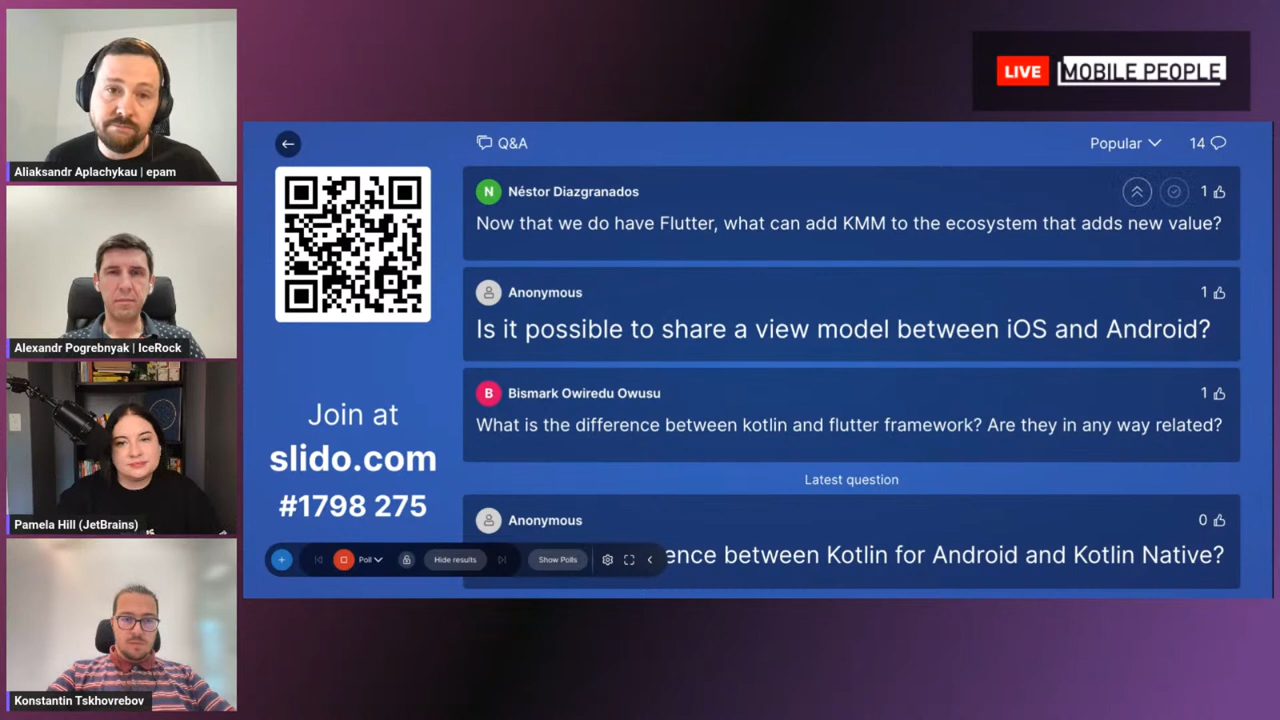 Aliaksandr Aplachykau | epam
Alexandr Pogrebnyak | IceRock
Pamela Hill (JetBrains)
Konstantin Tskhovrebov
LIVE MOBILE PEOPLE
Q&A
Popular
14
Join at
slido.com
#1798 275
N Néstor Diazgranados
1
Now that we do have Flutter, what can add KMM to the ecosystem that adds new value?
Anonymous
1
Is it possible to share a view model between iOS and Android?
B Bismark Owiredu Owusu
1
What is the difference between kotlin and flutter framework? Are they in any way related?
Latest question
Anonymous
0
ence between Kotlin for Android and Kotlin Native?
Poll
Hide results
Show Polls